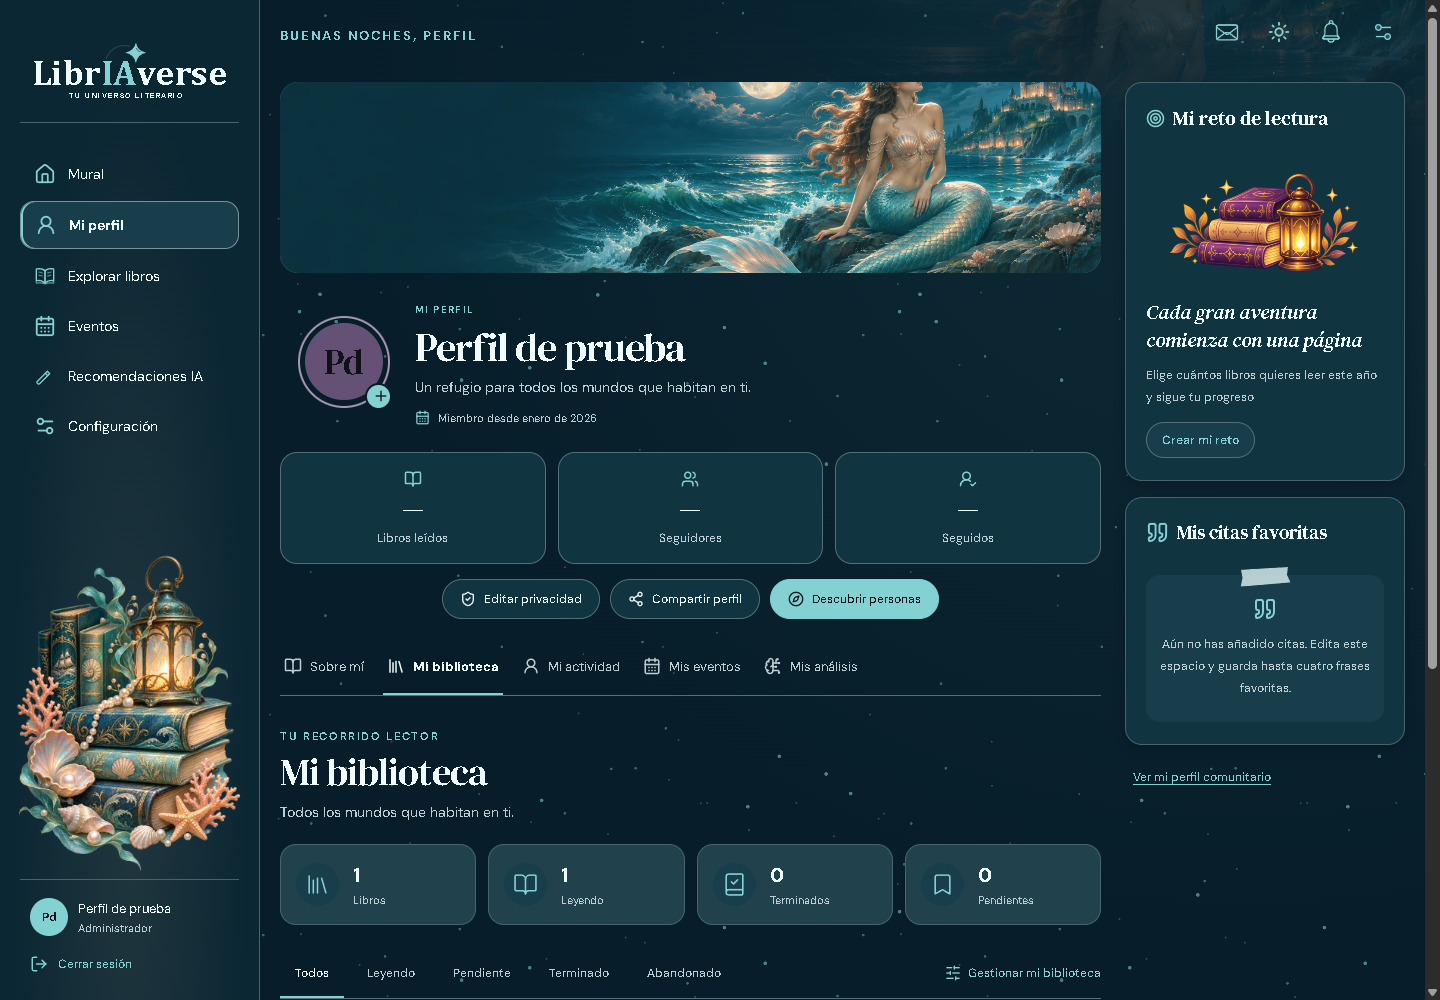 LibrIAverse
TU UNIVERSO LITERARIO
Mural
Mi perfil
Explorar libros
Eventos
Recomendaciones IA
Configuración
Pd
Perfil de prueba
Administrador
Cerrar sesión
BUENAS NOCHES, PERFIL
Pd
MI PERFIL
Perfil de prueba
Un refugio para todos los mundos que habitan en ti.
Miembro desde enero de 2026
—
Libros leídos
—
Seguidores
—
Seguidos
Editar privacidad
Compartir perfil
Descubrir personas
Sobre mí
Mi biblioteca
Mi actividad
Mis eventos
Mis análisis
TU RECORRIDO LECTOR
Mi biblioteca
Todos los mundos que habitan en ti.
1
Libros
1
Leyendo
0
Terminados
0
Pendientes
Todos
Leyendo
Pendiente
Terminado
Abandonado
Gestionar mi biblioteca
Mi reto de lectura
Cada gran aventura
comienza con una página
Elige cuántos libros quieres leer este año
y sigue tu progreso
Crear mi reto
Mis citas favoritas
Aún no has añadido citas. Edita este
espacio y guarda hasta cuatro frases
favoritas.
Ver mi perfil comunitario